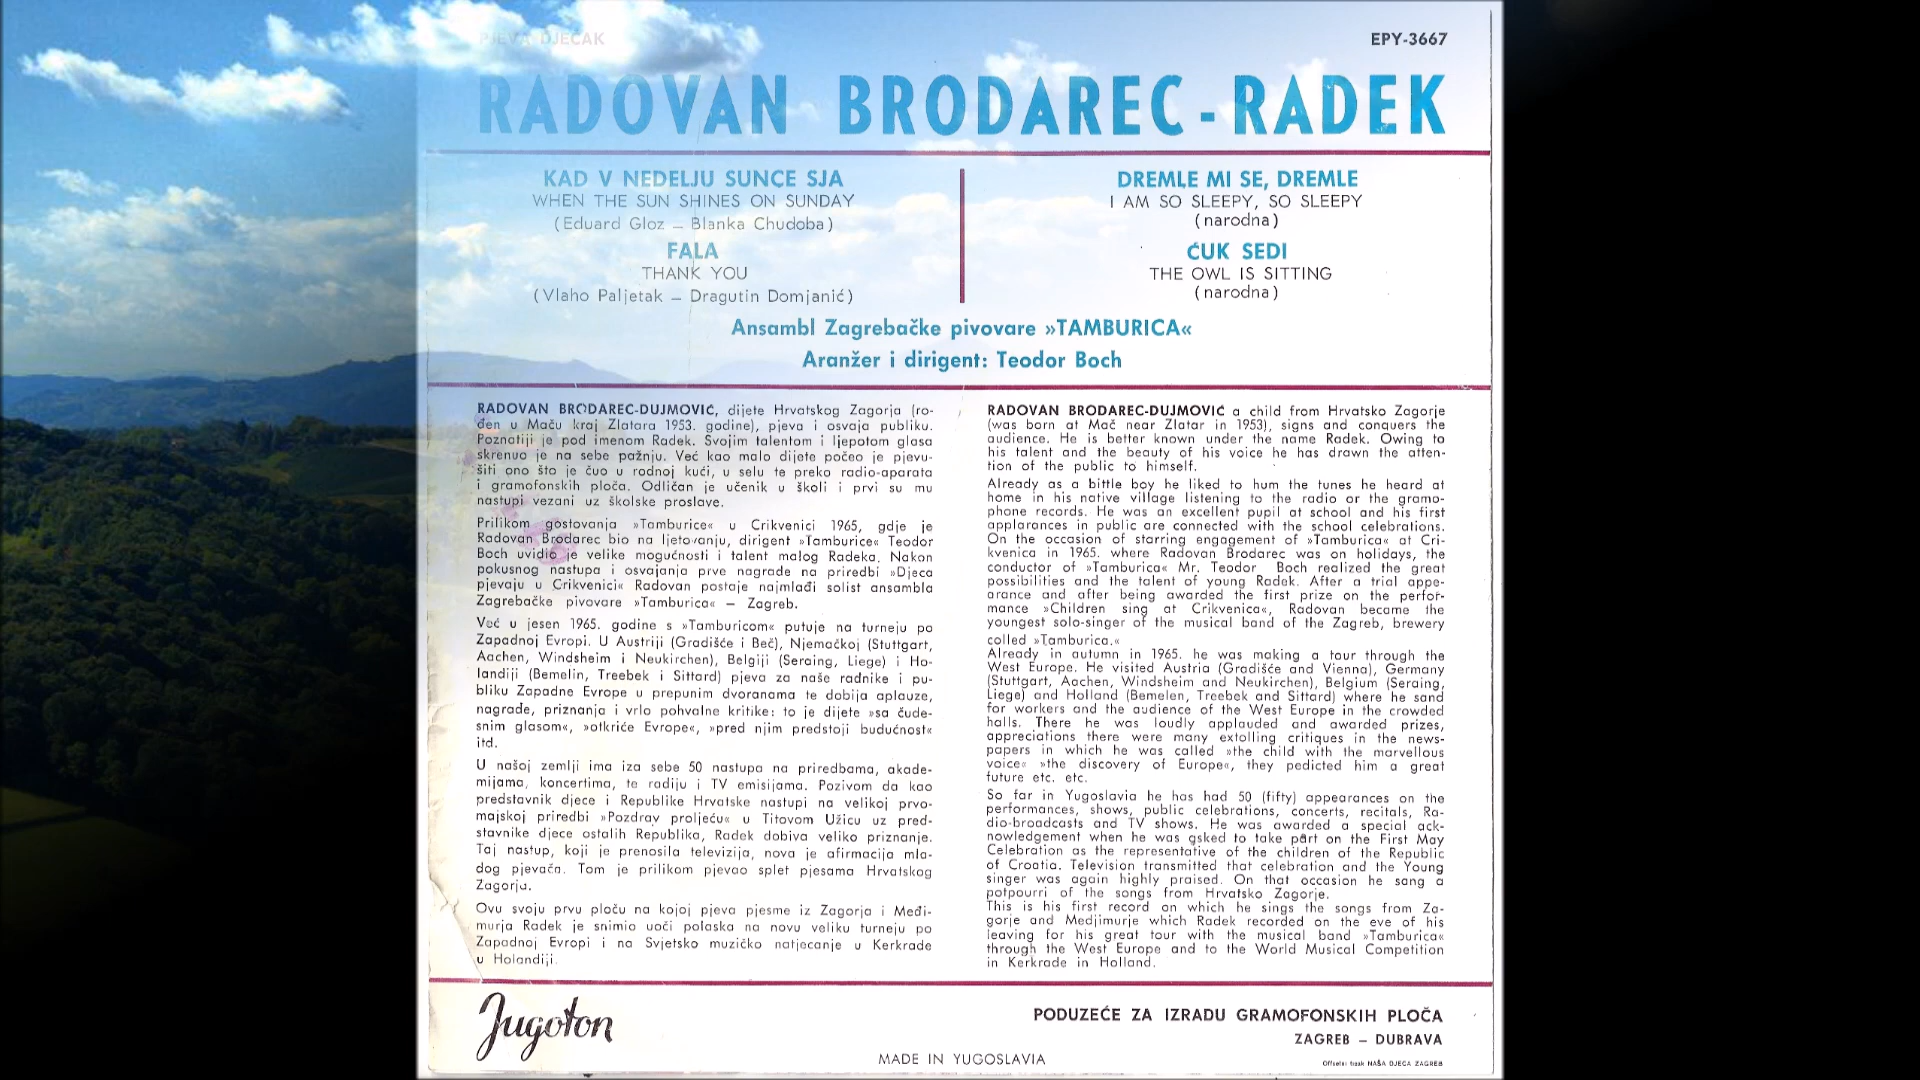 PJEVA DJEČAK
EPY-3667
RADOVAN BRODAREC - RADEK
KAD V NEDELJU SUNCE SJA
WHEN THE SUN SHINES ON SUNDAY
(Eduard Gloz – Blanka Chudoba)
FALA
THANK YOU
(Vlaho Paljetak – Dragutin Domjanić)
DREMLE MI SE, DREMLE
I AM SO SLEEPY, SO SLEEPY
(narodna)
ĆUK SEDI
THE OWL IS SITTING
(narodna)
Ansambl Zagrebačke pivovare »TAMBURICA«
Aranžer i dirigent: Teodor Boch
RADOVAN BRODAREC-DUJMOVIĆ, dijete Hrvatskog Zagorja (ro-
đen u Maču kraj Zlatara 1953. godine), pjeva i osvaja publiku.
Poznatiji je pod imenom Radek. Svojim talentom i ljepotom glasa
skrenuo je na sebe pažnju. Već kao malo dijete počeo je pjevu-
šiti ono što je čuo u rodnoj kući, u selu te preko radio-aparata
i gramofonskih ploča. Odličan je učenik u školi i prvi su mu
nastupi vezani uz školske proslave.
Prilikom gostovanja »Tamburice« u Crikvenici 1965, gdje je
Radovan Brodarec bio na ljetovanju, dirigent »Tamburice« Teodor
Boch uvidio je velike mogućnosti i talent malog Radeka. Nakon
pokusnog nastupa i osvajanja prve nagrade na priredbi »Djeca
pjevaju u Crikvenici« Radovan postaje najmlađi solist ansambla
Zagrebačke pivovare »Tamburica« – Zagreb.
Već u jesen 1965. godine s »Tamburicom« putuje na turneju po
Zapadnoj Evropi. U Austriji (Gradišće i Beč), Njemačkoj (Stuttgart,
Aachen, Windsheim i Neukirchen), Belgiji (Seraing, Liege) i Ho-
landiji (Bemelin, Treebek i Sittard) pjeva za naše radnike i pu-
bliku Zapadne Evrope u prepunim dvoranama te dobija aplauze,
nagrade, priznanja i vrlo pohvalne kritike: to je dijete »sa čude-
snim glasom«, »otkriće Evrope«, »pred njim predstoji budućnost«
itd.
U našoj zemlji ima iza sebe 50 nastupa na priredbama, akade-
mijama, koncertima, te radiju i TV emisijama. Pozivom da kao
predstavnik djece i Republike Hrvatske nastupi na velikoj prvo-
majskoj priredbi »Pozdrav proljeću« u Titovom Užicu uz pred-
stavnike djece ostalih Republika, Radek dobiva veliko priznanje.
Taj nastup, koji je prenosila televizija, nova je afirmacija mla-
dog pjevača. Tom je prilikom pjevao splet pjesama Hrvatskog
Zagorja.
Ovu svoju prvu ploču na kojoj pjeva pjesme iz Zagorja i Međi-
murja Radek je snimio uoči polaska na novu veliku turneju po
Zapadnoj Evropi i na Svjetsko muzičko natjecanje u Kerkrade
u Holandiji.
RADOVAN BRODAREC-DUJMOVIĆ a child from Hrvatsko Zagorje
(was born at Mač near Zlatar in 1953), signs and conquers the
audience. He is better known under the name Radek. Owing to
his talent and the beauty of his voice he has drawn the atten-
tion of the public to himself.
Already as a bittle boy he liked to hum the tunes he heard at
home in his native village listening to the radio or the gramo-
phone records. He was an excellent pupil at school and his first
applarances in public are connected with the school celebrations.
On the occasion of starring engagement of »Tamburica« at Cri-
kvenica in 1965. where Radovan Brodarec was on holidays, the
conductor of »Tamburica« Mr. Teodor Boch realized the great
possibilities and the talent of young Radek. After a trial appe-
arance and after being awarded the first prize on the perfor-
mance »Children sing at Crikvenica«, Radovan became the
youngest solo-singer of the musical band of the Zagreb, brewery
called »Tamburica.«
Already in autumn in 1965. he was making a tour through the
West Europe. He visited Austria (Gradišće and Vienna), Germany
(Stuttgart, Aachen, Windsheim and Neukirchen), Belgium (Seraing,
Liege) and Holland (Bemelen, Treebek and Sittard) where he sand
for workers and the audience of the West Europe in the crowded
halls. There he was loudly applauded and awarded prizes,
appreciations there were many extolling critiques in the news-
papers in which he was called »the child with the marvellous
voice« »the discovery of Europe«, they pedicted him a great
future etc. etc.
So far in Yugoslavia he has had 50 (fifty) appearances on the
performances, shows, public celebrations, concerts, recitals, Ra-
dio-broadcasts and TV shows. He was awarded a special ack-
nowledgement when he was gsked to take part on the First May
Celebration as the representative of the children of the Republic
of Croatia. Television transmitted that celebration and the Young
singer was again highly praised. On that occasion he sang a
potpourri of the songs from Hrvatsko Zagorje.
This is his first record on which he sings the songs from Za-
gorje and Medjimurje which Radek recorded on the eve of his
leaving for his great tour with the musical band »Tamburica«
through the West Europe and to the World Musical Competition
in Kerkrade in Holland.
Jugoton
PODUZEĆE ZA IZRADU GRAMOFONSKIH PLOČA
ZAGREB – DUBRAVA
MADE IN YUGOSLAVIA
Offsetni tisak NAŠA DJECA ZAGREB